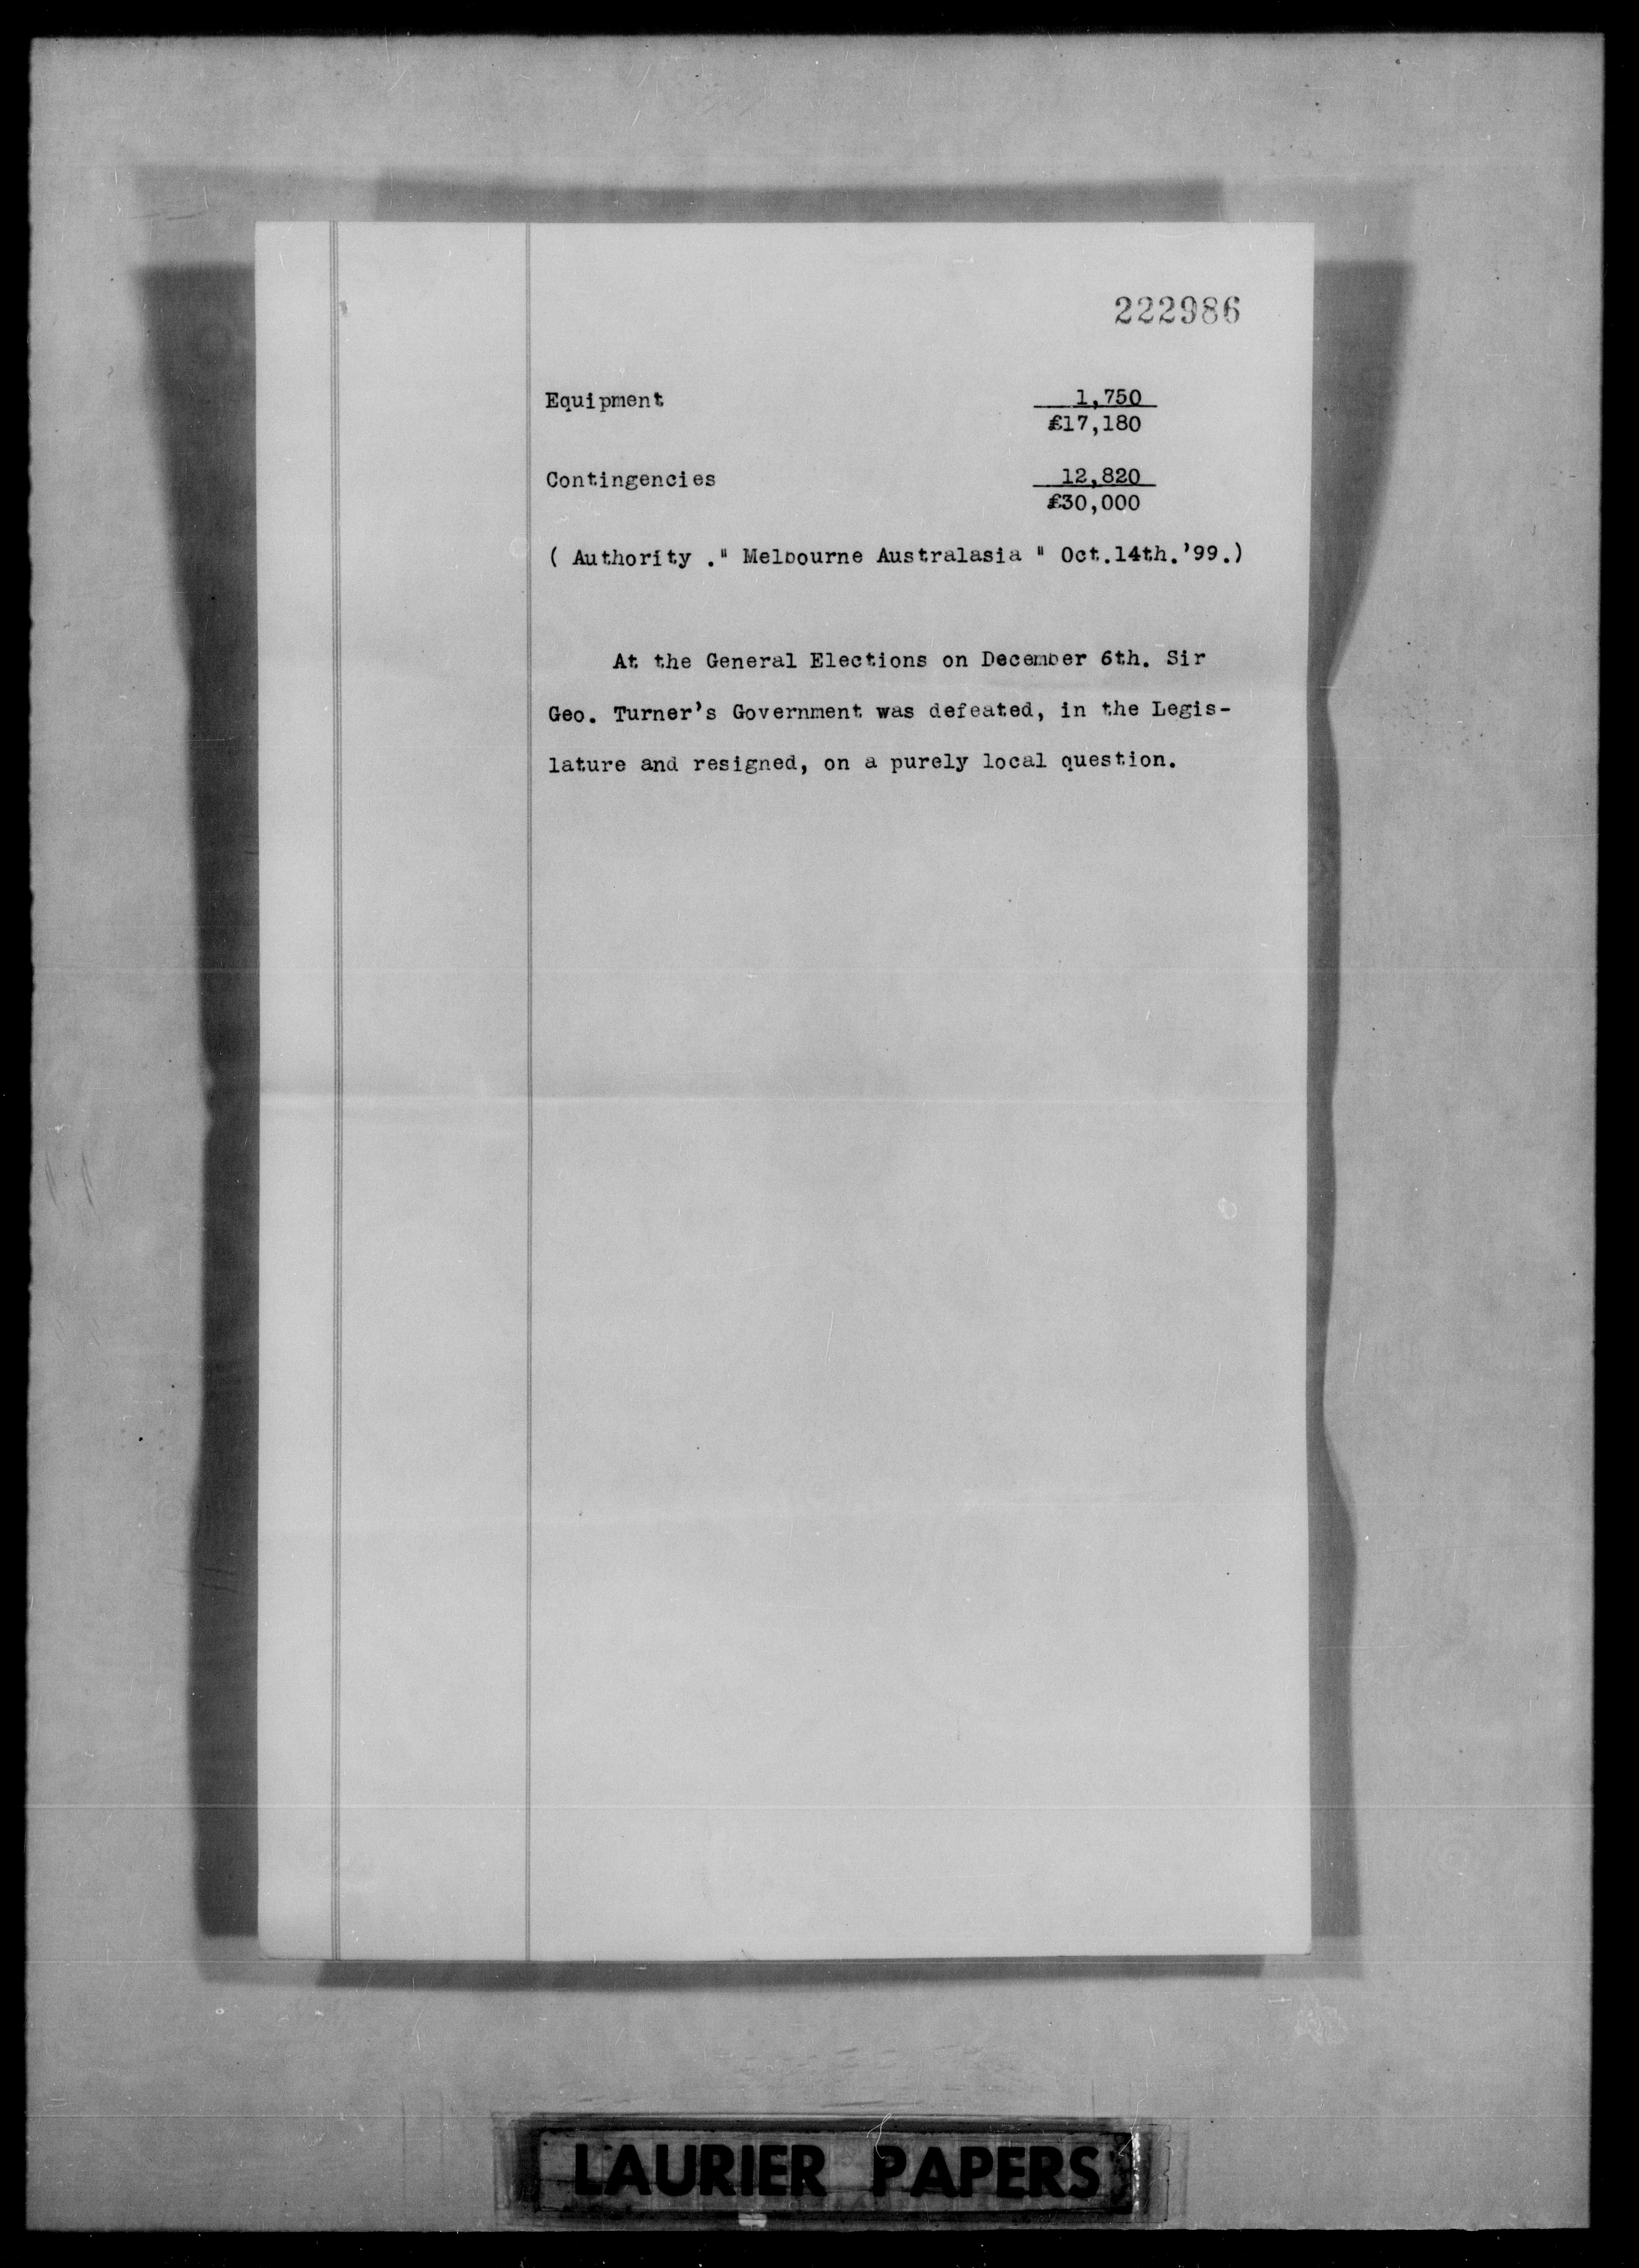 222986
Equipment 1,750
£17,180
Contingencies 12,820
£30,000
( Authority ." Melbourne Australasia " Oct.14th.'99.)
At the General Elections on December 6th. Sir
Geo. Turner's Government was defeated, in the Legis-
lature and resigned, on a purely local question.
LAURIER PAPERS